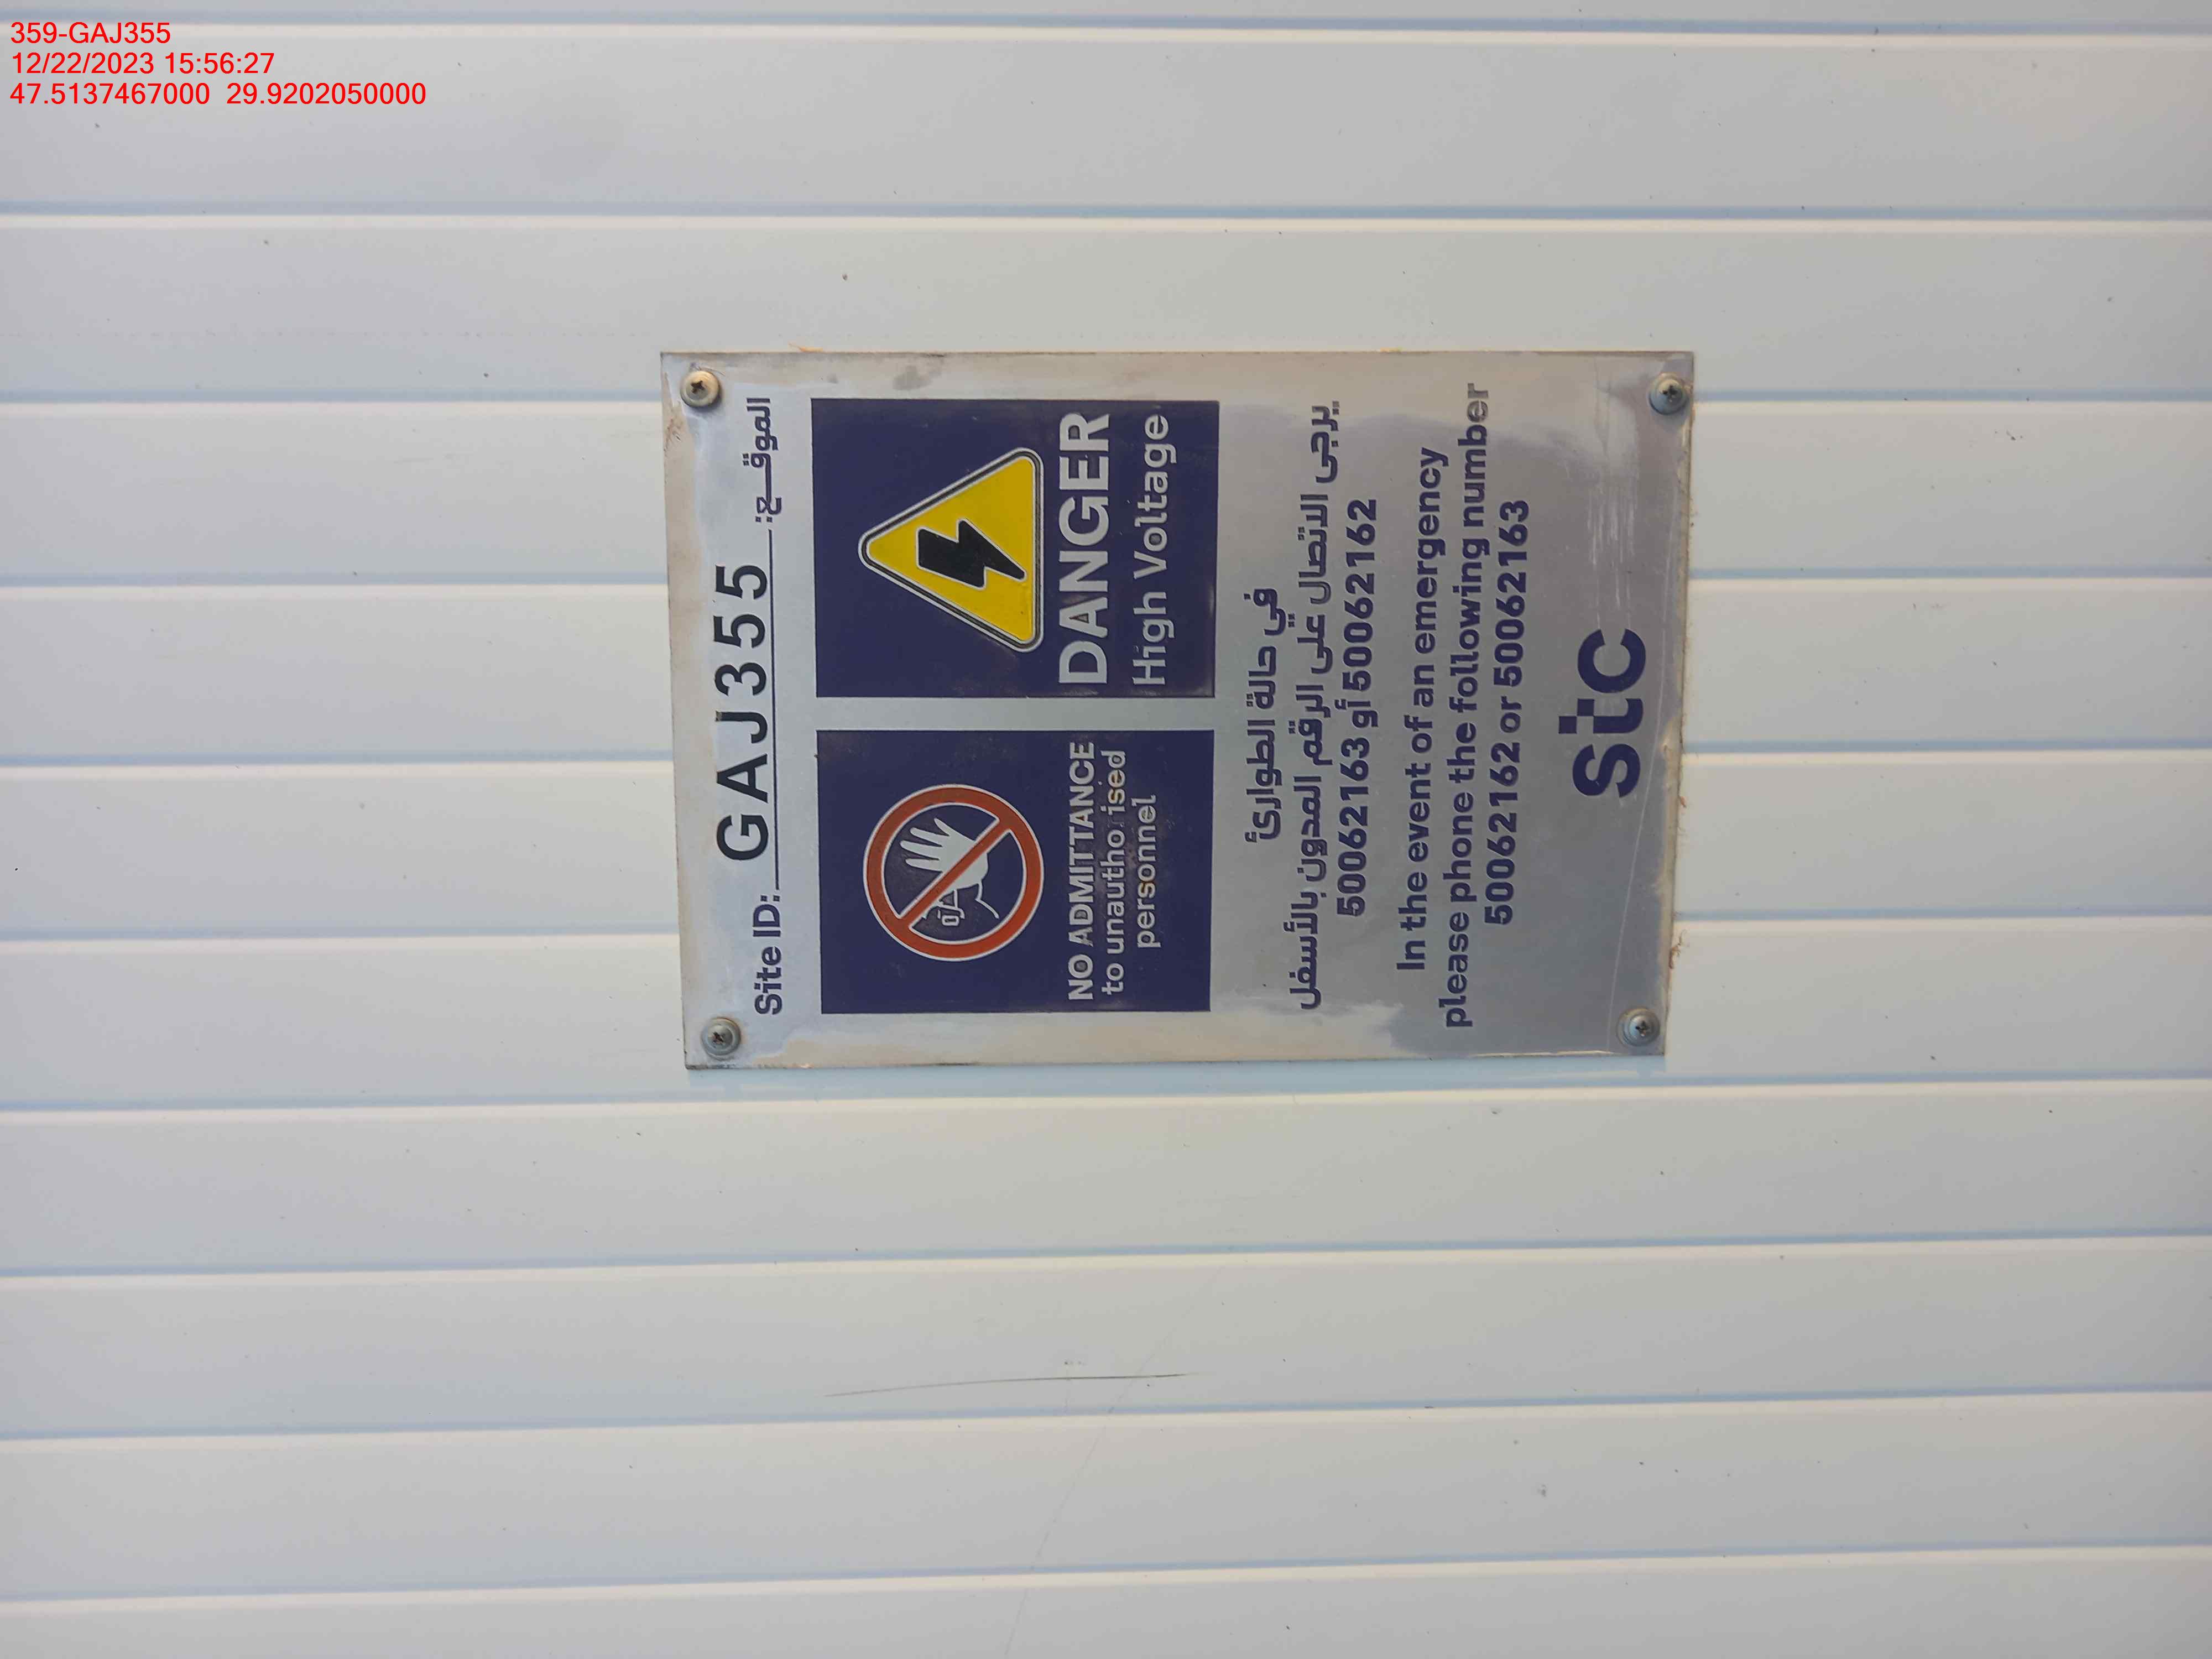 359-GAJ355
12/22/2023 15:56:27
47.5137467000 29.9202050000
Site ID: GAJ355 الموقع:
NO ADMITTANCE
to unauthorised
personnel
DANGER
High Voltage
في حالة الطوارئ
يرجى الاتصال على الرقم المدون بالأسفل
50062163 أو 50062162
In the event of an emergency
please phone the following number
50062162 or 50062163
stc